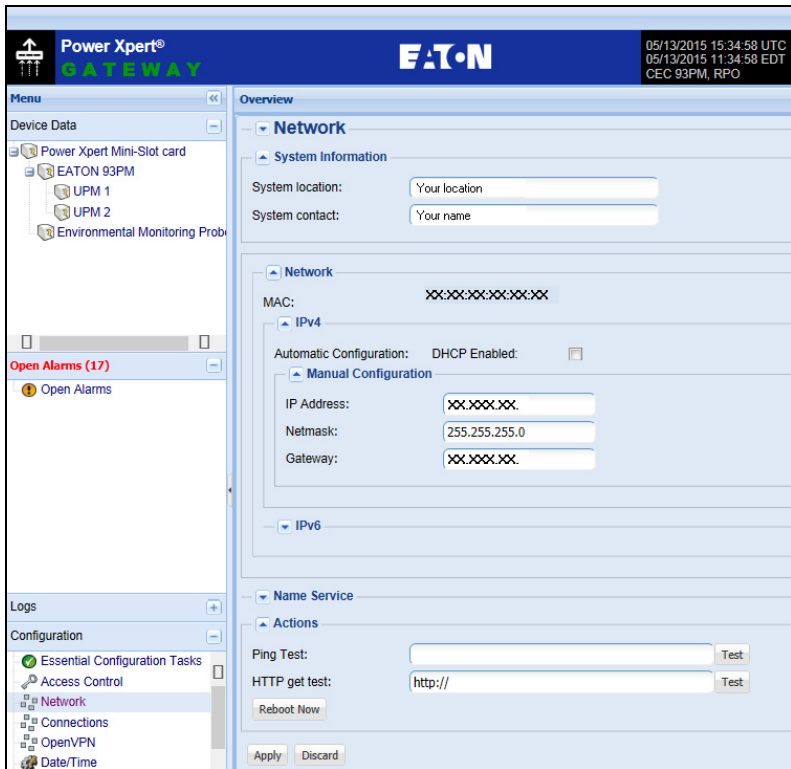 Power Xpert®
GATEWAY
EATON
05/13/2015 15:34:58 UTC
05/13/2015 11:34:58 EDT
CEC 93PM, RPO
Menu
Device Data
Power Xpert Mini-Slot card
EATON 93PM
UPM 1
UPM 2
Environmental Monitoring Probe
Open Alarms (17)
Open Alarms
Logs
Configuration
Essential Configuration Tasks
Access Control
Network
Connections
OpenVPN
Date/Time
Overview
Network
System Information
System location: Your location
System contact: Your name
Network
MAC: XX:XX:XX:XX:XX:XX
IPv4
Automatic Configuration: DHCP Enabled:
Manual Configuration
IP Address: XX.XXX.XX.
Netmask: 255.255.255.0
Gateway: XX.XXX.XX.
IPv6
Name Service
Actions
Ping Test: Test
HTTP get test: http:// Test
Reboot Now
Apply Discard